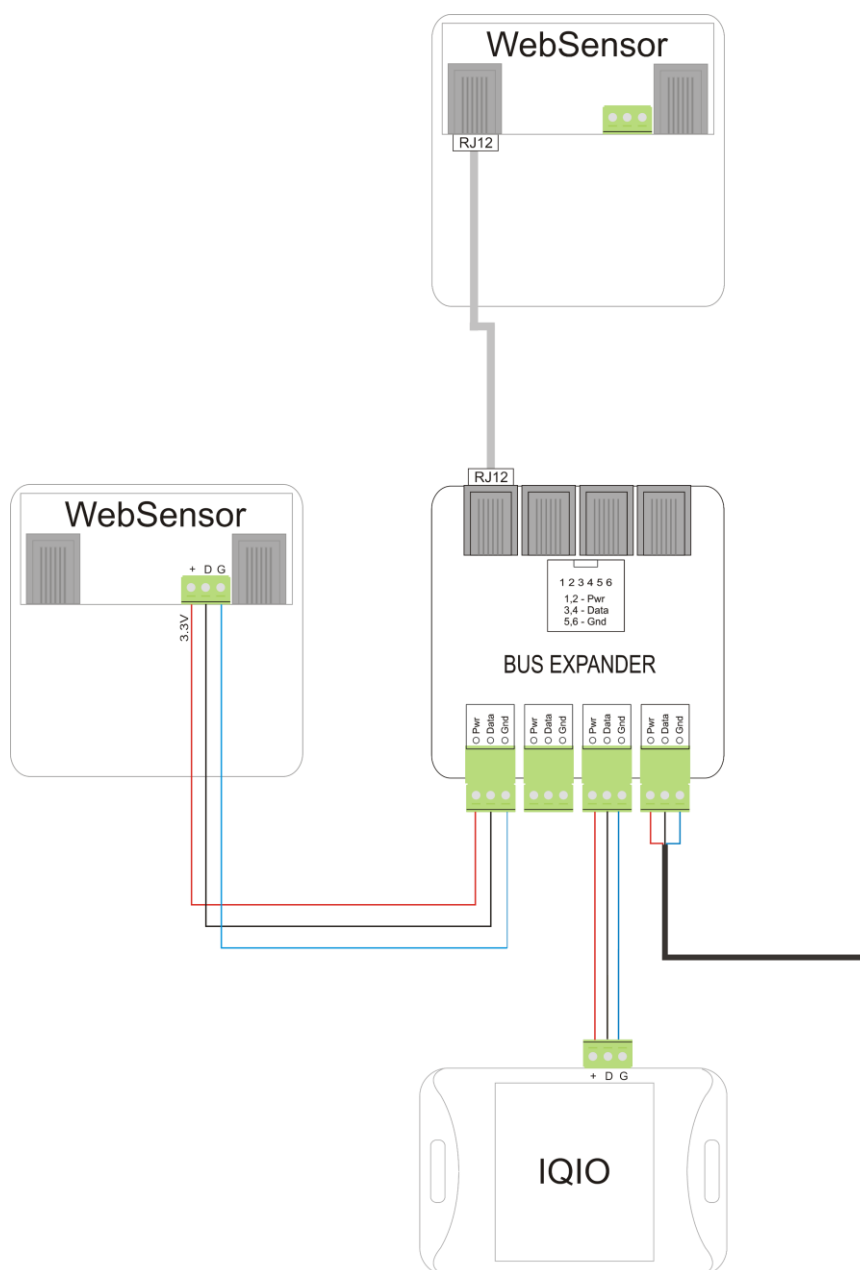 WebSensor
RJ12
RJ12
WebSensor
+ D G
3.3V
1 2 3 4 5 6
1,2 - Pwr
3,4 - Data
5,6 - Gnd
BUS EXPANDER
Pwr
Data
Gnd
Pwr
Data
Gnd
Pwr
Data
Gnd
Pwr
Data
Gnd
+ D G
IQIO